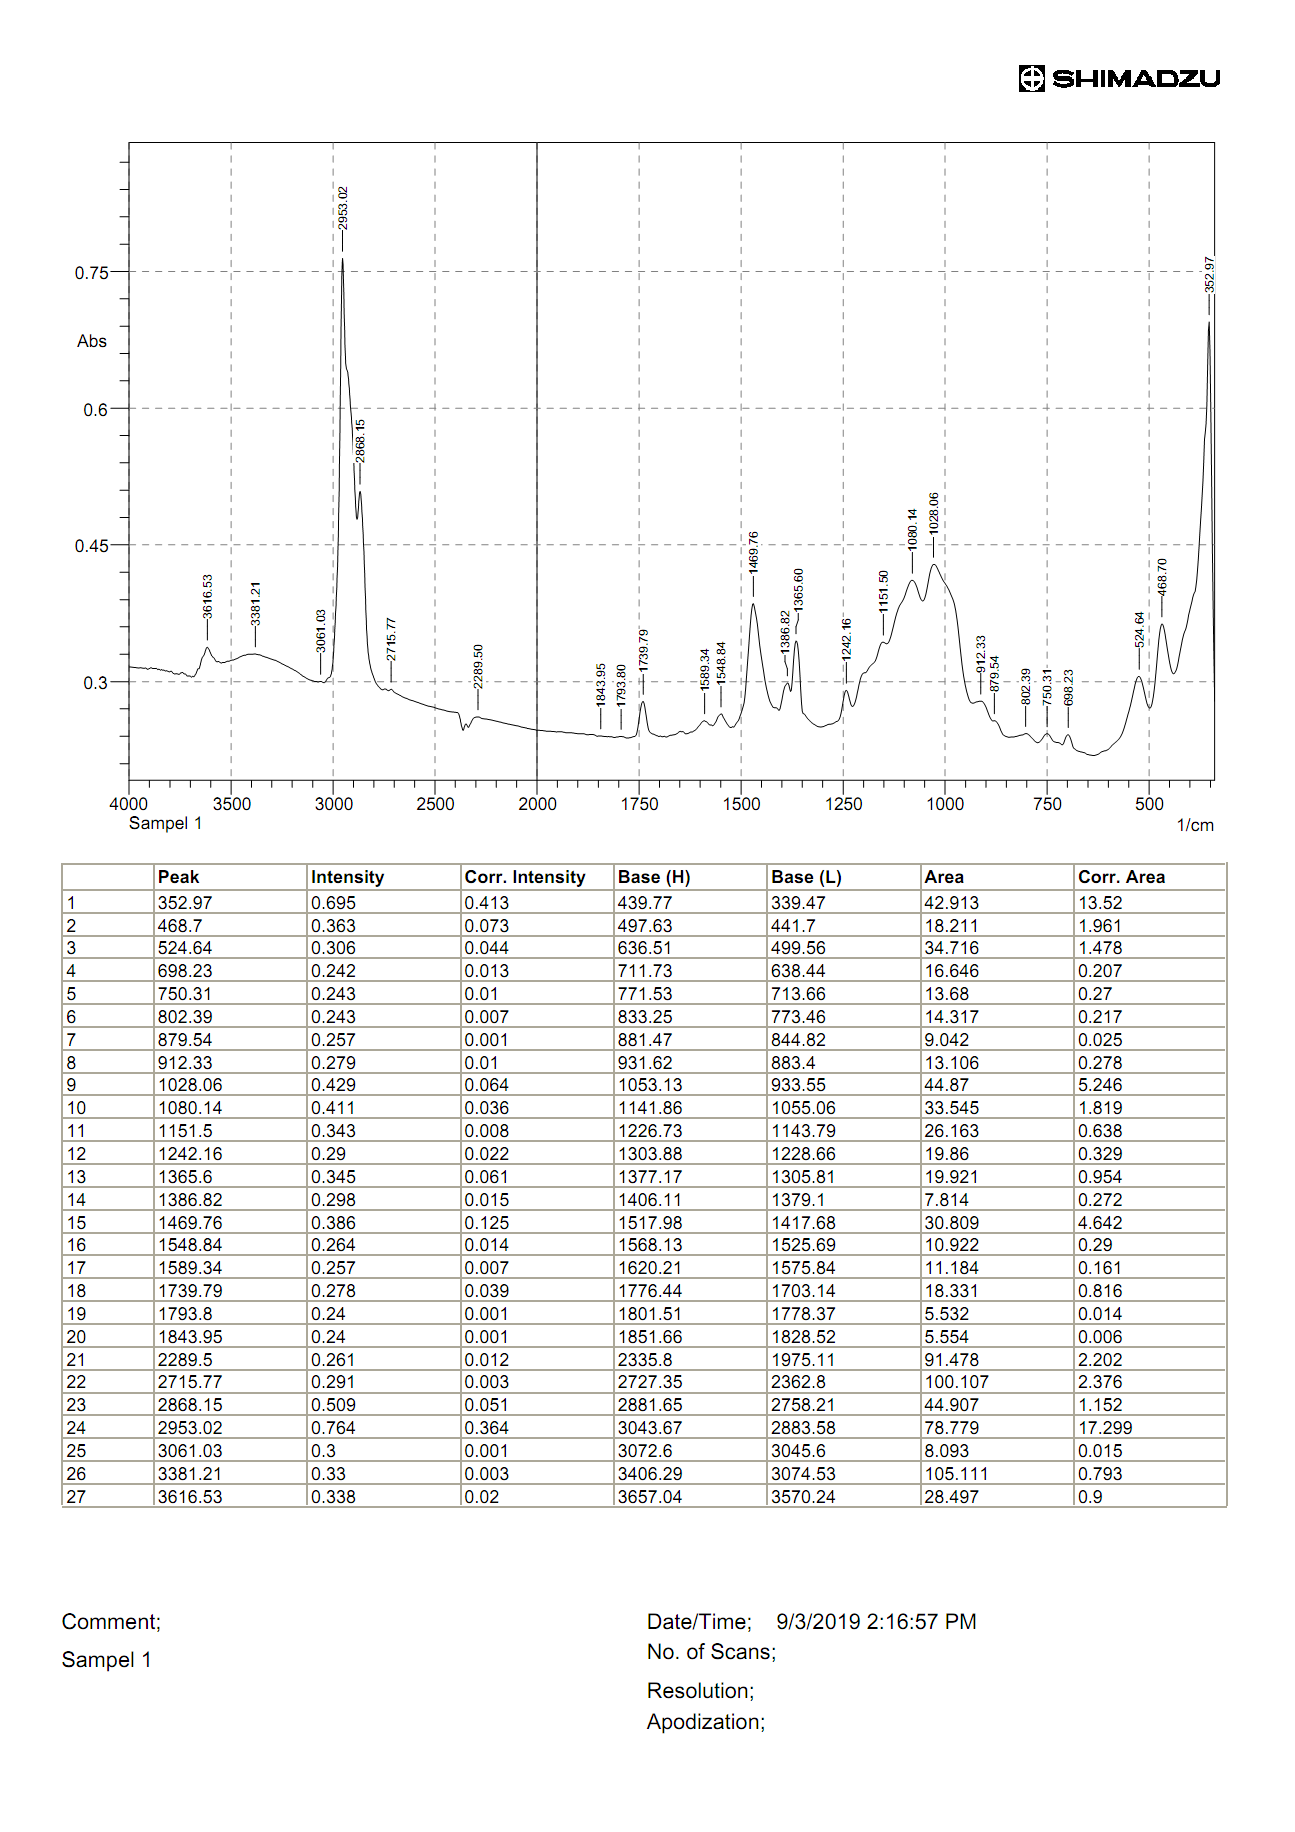 SHIMADZU
2953.02
352.97
0.75
Abs
0.6
2868.15
1028.06
1080.14
0.45
1469.76
468.70
1365.60
1151.50
3616.53
3381.21
3061.03
2715.77
1386.82
1242.16
524.64
1739.79
2289.50
1589.34
1548.84
912.33
879.54
1843.95
1793.80
802.39
750.31
698.23
0.3
4000 3500 3000 2500 2000 1750 1500 1250 1000 750 500
Sampel 1
1/cm
Peak Intensity Corr. Intensity Base (H) Base (L) Area Corr. Area
1 352.97 0.695 0.413 439.77 339.47 42.913 13.52
2 468.7 0.363 0.073 497.63 441.7 18.211 1.961
3 524.64 0.306 0.044 636.51 499.56 34.716 1.478
4 698.23 0.242 0.013 711.73 638.44 16.646 0.207
5 750.31 0.243 0.01 771.53 713.66 13.68 0.27
6 802.39 0.243 0.007 833.25 773.46 14.317 0.217
7 879.54 0.257 0.001 881.47 844.82 9.042 0.025
8 912.33 0.279 0.01 931.62 883.4 13.106 0.278
9 1028.06 0.429 0.064 1053.13 933.55 44.87 5.246
10 1080.14 0.411 0.036 1141.86 1055.06 33.545 1.819
11 1151.5 0.343 0.008 1226.73 1143.79 26.163 0.638
12 1242.16 0.29 0.022 1303.88 1228.66 19.86 0.329
13 1365.6 0.345 0.061 1377.17 1305.81 19.921 0.954
14 1386.82 0.298 0.015 1406.11 1379.1 7.814 0.272
15 1469.76 0.386 0.125 1517.98 1417.68 30.809 4.642
16 1548.84 0.264 0.014 1568.13 1525.69 10.922 0.29
17 1589.34 0.257 0.007 1620.21 1575.84 11.184 0.161
18 1739.79 0.278 0.039 1776.44 1703.14 18.331 0.816
19 1793.8 0.24 0.001 1801.51 1778.37 5.532 0.014
20 1843.95 0.24 0.001 1851.66 1828.52 5.554 0.006
21 2289.5 0.261 0.012 2335.8 1975.11 91.478 2.202
22 2715.77 0.291 0.003 2727.35 2362.8 100.107 2.376
23 2868.15 0.509 0.051 2881.65 2758.21 44.907 1.152
24 2953.02 0.764 0.364 3043.67 2883.58 78.779 17.299
25 3061.03 0.3 0.001 3072.6 3045.6 8.093 0.015
26 3381.21 0.33 0.003 3406.29 3074.53 105.111 0.793
27 3616.53 0.338 0.02 3657.04 3570.24 28.497 0.9
Comment;
Sampel 1
Date/Time; 9/3/2019 2:16:57 PM
No. of Scans;
Resolution;
Apodization;